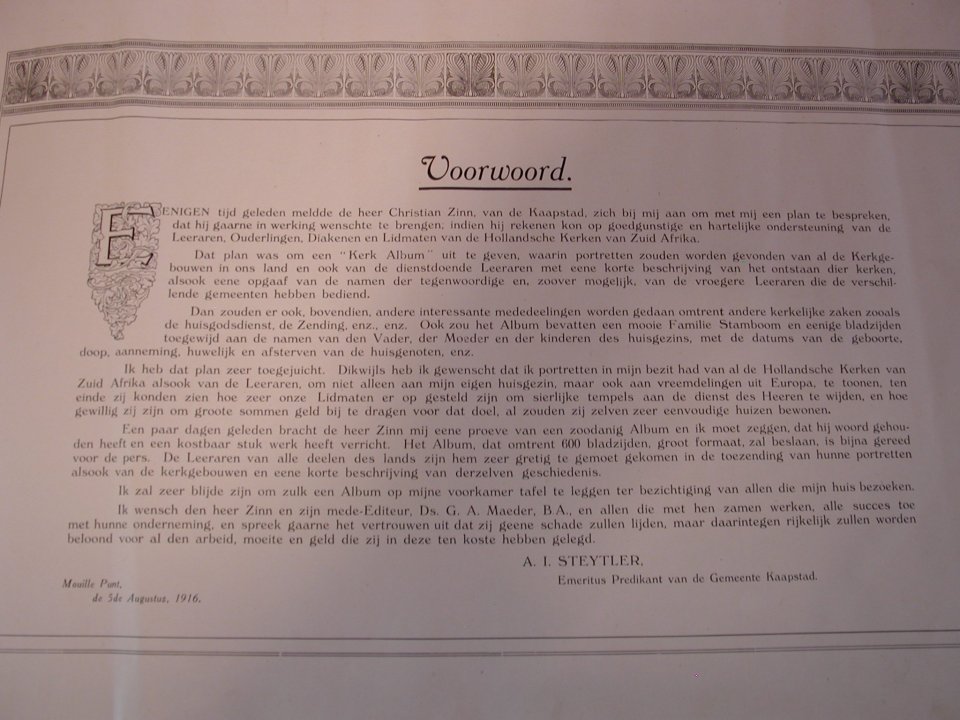 Voorwoord.
EENIGEN tijd geleden meldde de heer Christian Zinn, van de Kaapstad, zich bij mij aan om met mij een plan te bespreken,
dat hij gaarne in werking wenschte te brengen; indien hij rekenen kon op goedgunstige en hartelijke ondersteuning van de
Leeraren, Ouderlingen, Diakenen en Lidmaten van de Hollandsche Kerken van Zuid Afrika.
Dat plan was om een "Kerk Album" uit te geven, waarin portretten zouden worden gevonden van al de Kerkge-
bouwen in ons land en ook van de dienstdoende Leeraren met eene korte beschrijving van het ontstaan dier kerken,
alsook eene opgaaf van de namen der tegenwoordige en, zoover mogelijk, van de vroegere Leeraren die de verschil-
lende gemeenten hebben bediend.
Dan zouden er ook, bovendien, andere interessante mededeelingen worden gedaan omtrent andere kerkelijke zaken zooals
de huisgodsdienst, de Zending, enz., enz. Ook zou het Album bevatten een mooie Familie Stamboom en eenige bladzijden
toegewijd aan de namen van den Vader, der Moeder en der kinderen des huisgezins, met de datums van de geboorte,
doop, aanneming, huwelijk en afsterven van de huisgenoten, enz.
Ik heb dat plan zeer toegejuicht. Dikwijls heb ik gewenscht dat ik portretten in mijn bezit had van al de Hollandsche Kerken van
Zuid Afrika alsook van de Leeraren, om niet alleen aan mijn eigen huisgezin, maar ook aan vreemdelingen uit Europa, te toonen, ten
einde zij konden zien hoe zeer onze Lidmaten er op gesteld zijn om sierlijke tempels aan de dienst des Heeren te wijden, en hoe
gewillig zij zijn om groote sommen geld bij te dragen voor dat doel, al zouden zij zelven zeer eenvoudige huizen bewonen.
Een paar dagen geleden bracht de heer Zinn mij eene proeve van een zoodanig Album en ik moet zeggen, dat hij woord gehou-
den heeft en een kostbaar stuk werk heeft verricht. Het Album, dat omtrent 600 bladzijden, groot formaat, zal beslaan, is bijna gereed
voor de pers. De Leeraren van alle deelen des lands zijn hem zeer gretig te gemoet gekomen in de toezending van hunne portretten
alsook van de kerkgebouwen en eene korte beschrijving van derzelven geschiedenis.
Ik zal zeer blijde zijn om zulk een Album op mijne voorkamer tafel te leggen ter bezichtiging van allen die mijn huis bezoeken.
Ik wensch den heer Zinn en zijn mede-Editeur, Ds. G. A. Maeder, B.A., en allen die met hen zamen werken, alle succes toe
met hunne onderneming, en spreek gaarne het vertrouwen uit dat zij geene schade zullen lijden, maar daarintegen rijkelijk zullen worden
beloond voor al den arbeid, moeite en geld die zij in deze ten koste hebben gelegd.
A. I. STEYTLER,
Emeritus Predikant van de Gemeente Kaapstad.
Mouille Punt,
de 5de Augustus, 1916.